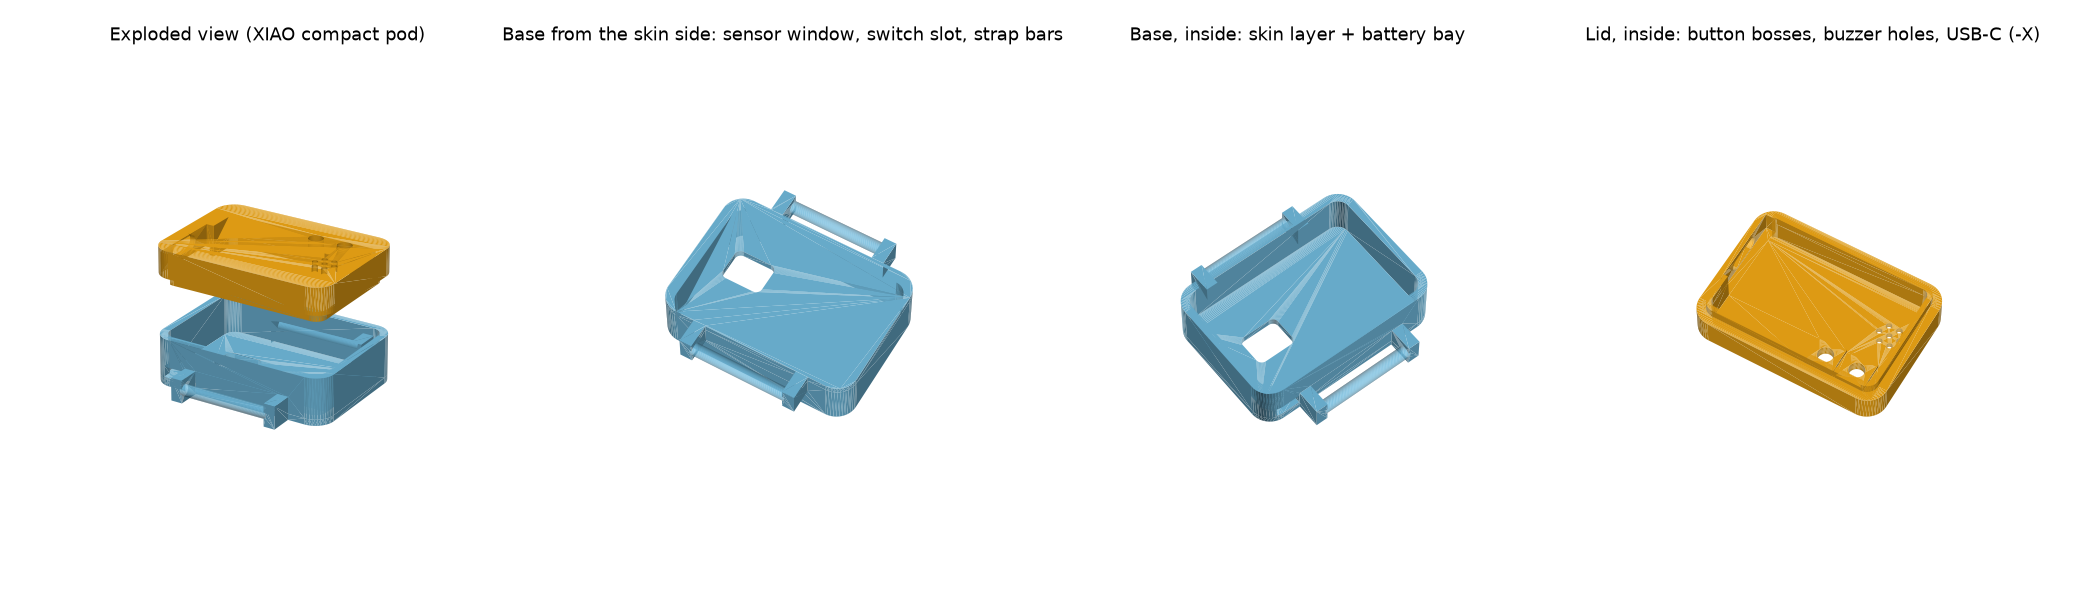 Exploded view (XIAO compact pod)
Base from the skin side: sensor window, switch slot, strap bars
Base, inside: skin layer + battery bay
Lid, inside: button bosses, buzzer holes, USB-C (-X)